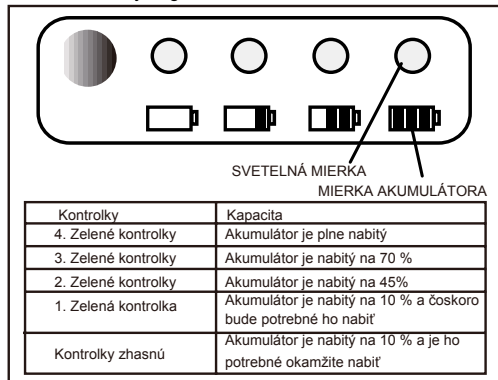 SVETELNÁ MIERKA
MIERKA AKUMULÁTORA
Kontrolky Kapacita
4. Zelené kontrolky Akumulátor je plne nabitý
3. Zelené kontrolky Akumulátor je nabitý na 70 %
2. Zelené kontrolky Akumulátor je nabitý na 45%
1. Zelená kontrolka Akumulátor je nabitý na 10 % a čoskoro
bude potrebné ho nabiť
Kontrolky zhasnú Akumulátor je nabitý na 10 % a je ho
potrebné okamžite nabiť